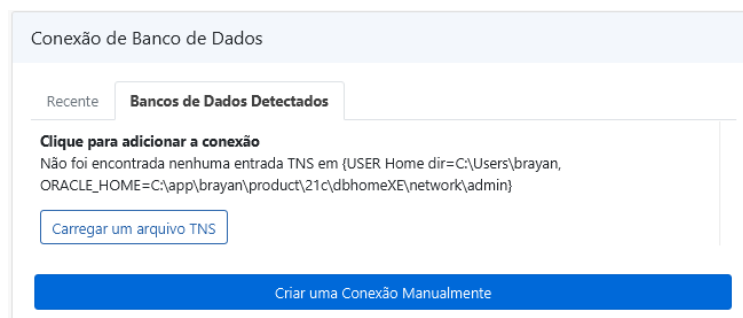 Conexão de Banco de Dados
Recente Bancos de Dados Detectados
Clique para adicionar a conexão
Não foi encontrada nenhuma entrada TNS em {USER Home dir=C:\Users\brayan,
ORACLE_HOME=C:\app\brayan\product\21c\dbhomeXE\network\admin}
Carregar um arquivo TNS
Criar uma Conexão Manualmente